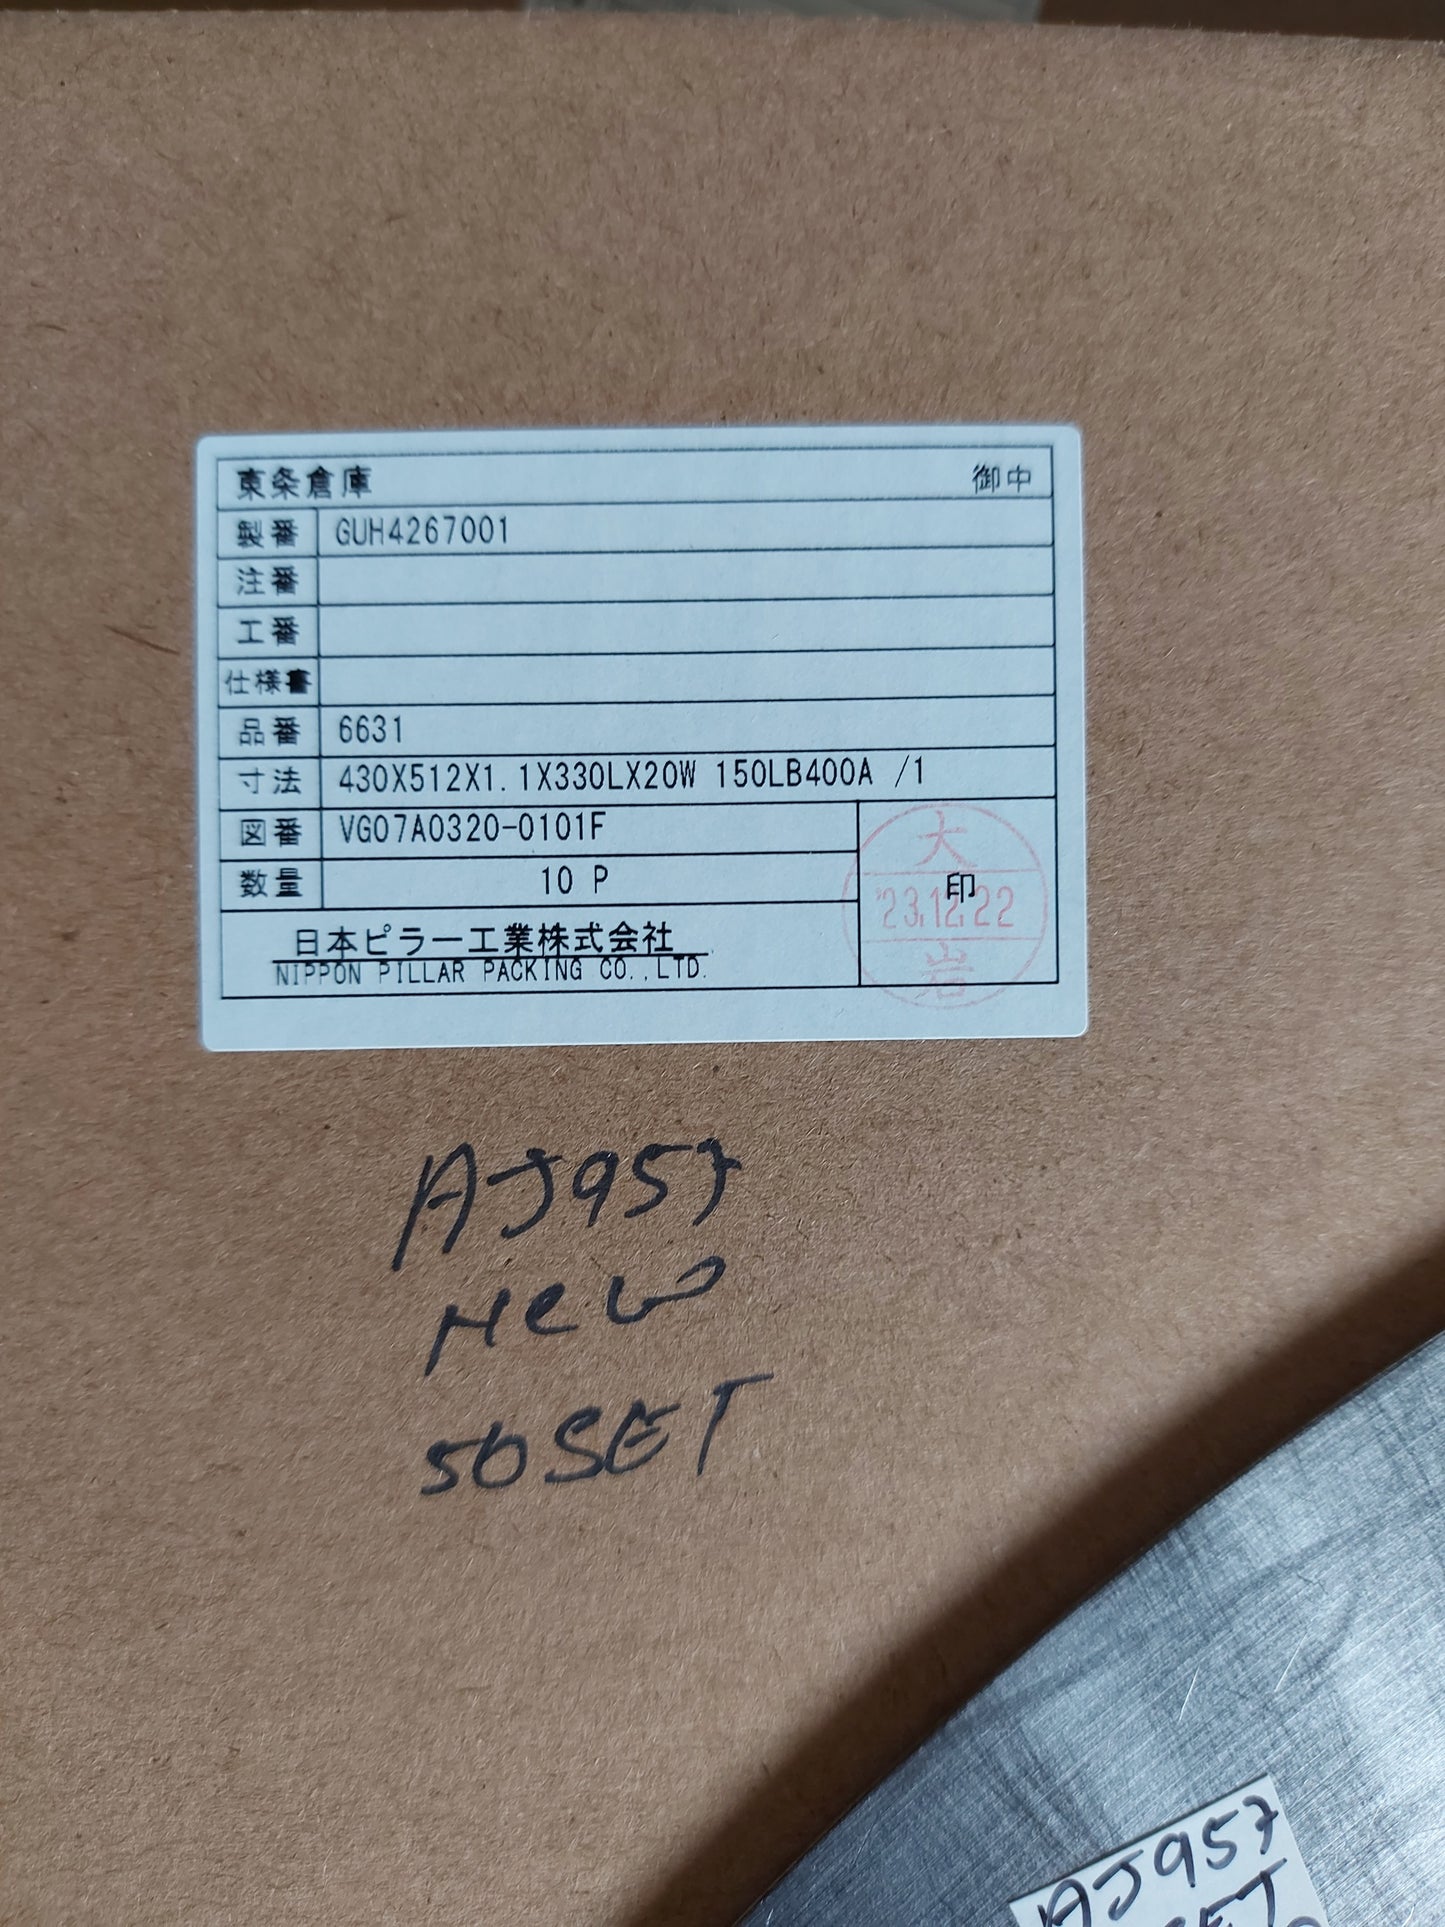 東条倉庫 御中
製番 GUH4267001
注番
工番
仕様書
品番 6631
寸法 430X512X1.1X330LX20W 150LB400A /1
図番 VG07A0320-0101F
数量 10 P
印
大
'23.12.22
岩
日本ピラー工業株式会社
NIPPON PILLAR PACKING CO.,LTD.
AJ957
New
50SET
AJ957
SET